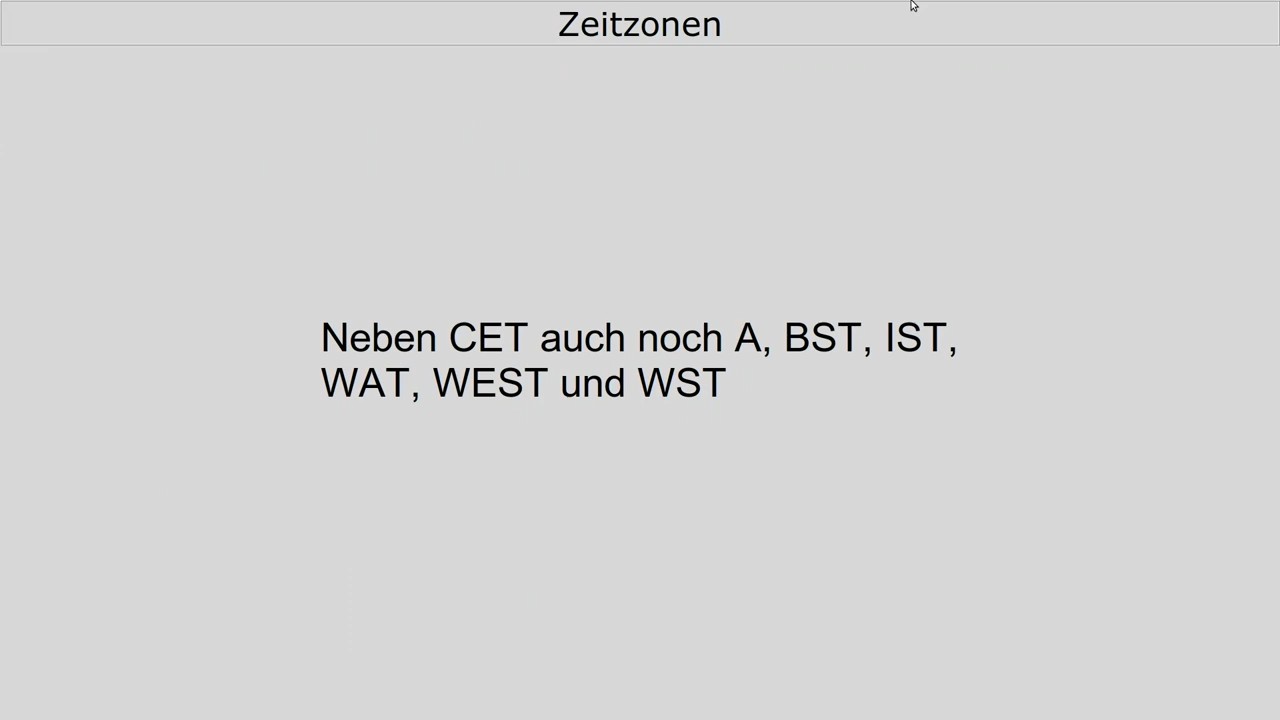 Zeitzonen
Neben CET auch noch A, BST, IST,
WAT, WEST und WST